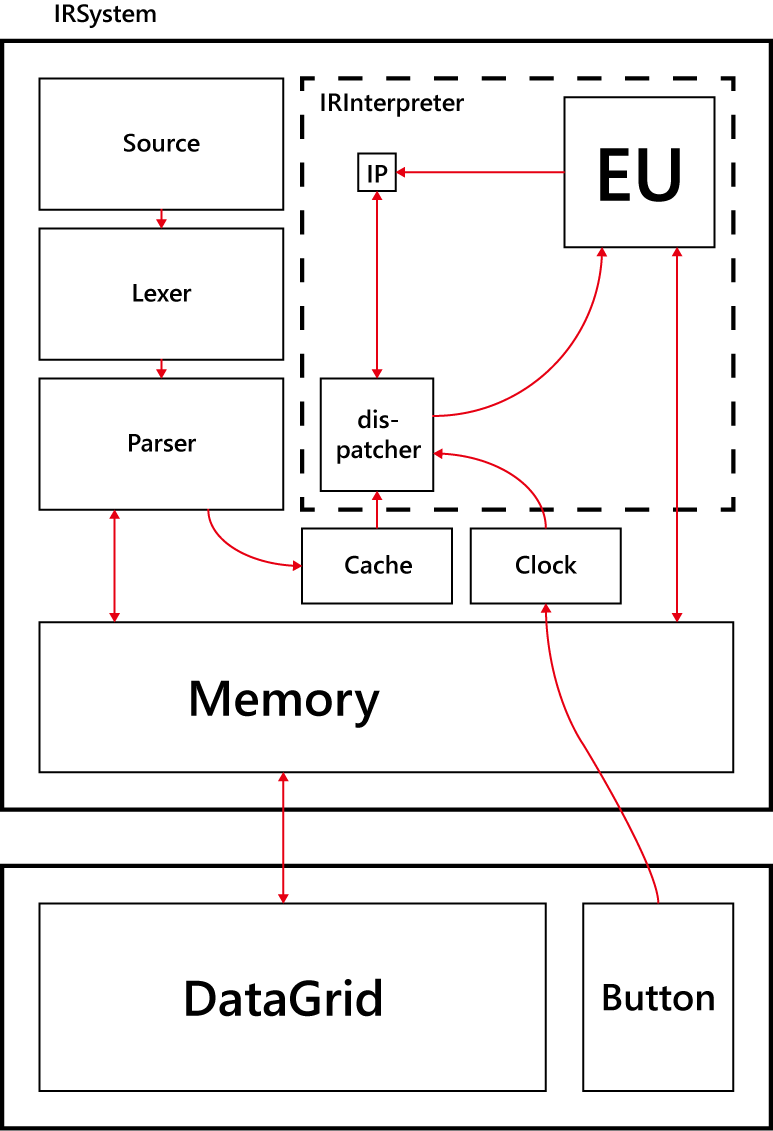 IRSystem
IRInterpreter
Source
IP
EU
Lexer
Parser
dis-
patcher
Cache
Clock
Memory
DataGrid
Button